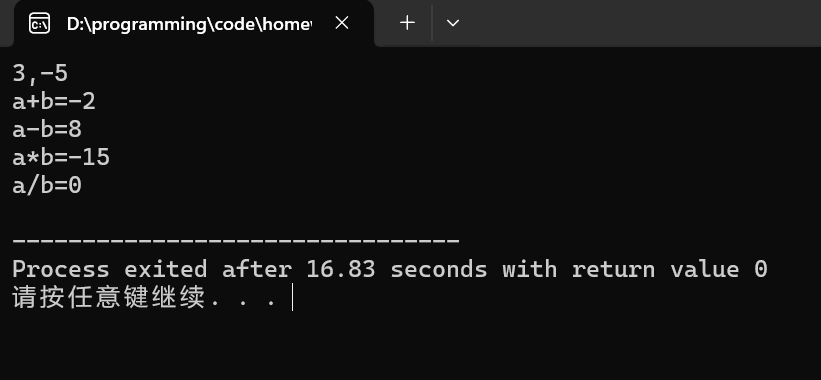 D:\programming\code\home
3,-5
a+b=-2
a-b=8
a*b=-15
a/b=0
--------------------------------
Process exited after 16.83 seconds with return value 0
请按任意键继续. . .